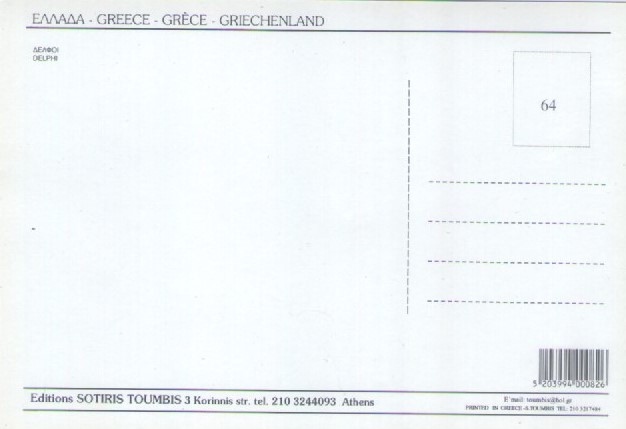 ΕΛΛΑΔΑ - GREECE - GRÈCE - GRIECHENLAND
ΔΕΛΦΟΙ
DELPHI
64
5 203994 000826
Editions SOTIRIS TOUMBIS 3 Korinnis str. tel. 210 3244093 Athens
E'mail: toumbis@hol.gr
PRINTED IN GREECE-A-TOUMBIS TEL: 210